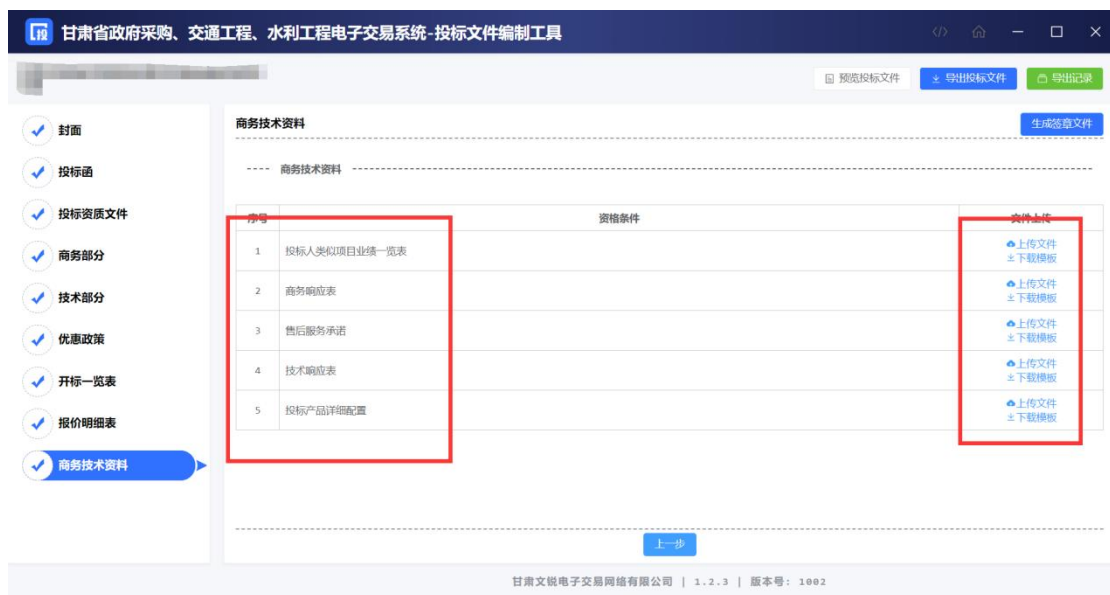 投 甘肃省政府采购、交通工程、水利工程电子交易系统-投标文件编制工具
预览投标文件 导出投标文件 导出记录
封面
投标函
投标资质文件
商务部分
技术部分
优惠政策
开标一览表
报价明细表
商务技术资料
商务技术资料 生成签章文件
---- 商务技术资料
序号 资格条件 文件上传
1 投标人类似项目业绩一览表 上传文件
下载模板
2 商务响应表 上传文件
下载模板
3 售后服务承诺 上传文件
下载模板
4 技术响应表 上传文件
下载模板
5 投标产品详细配置 上传文件
下载模板
上一步
甘肃文锐电子交易网络有限公司 | 1.2.3 | 版本号: 1002